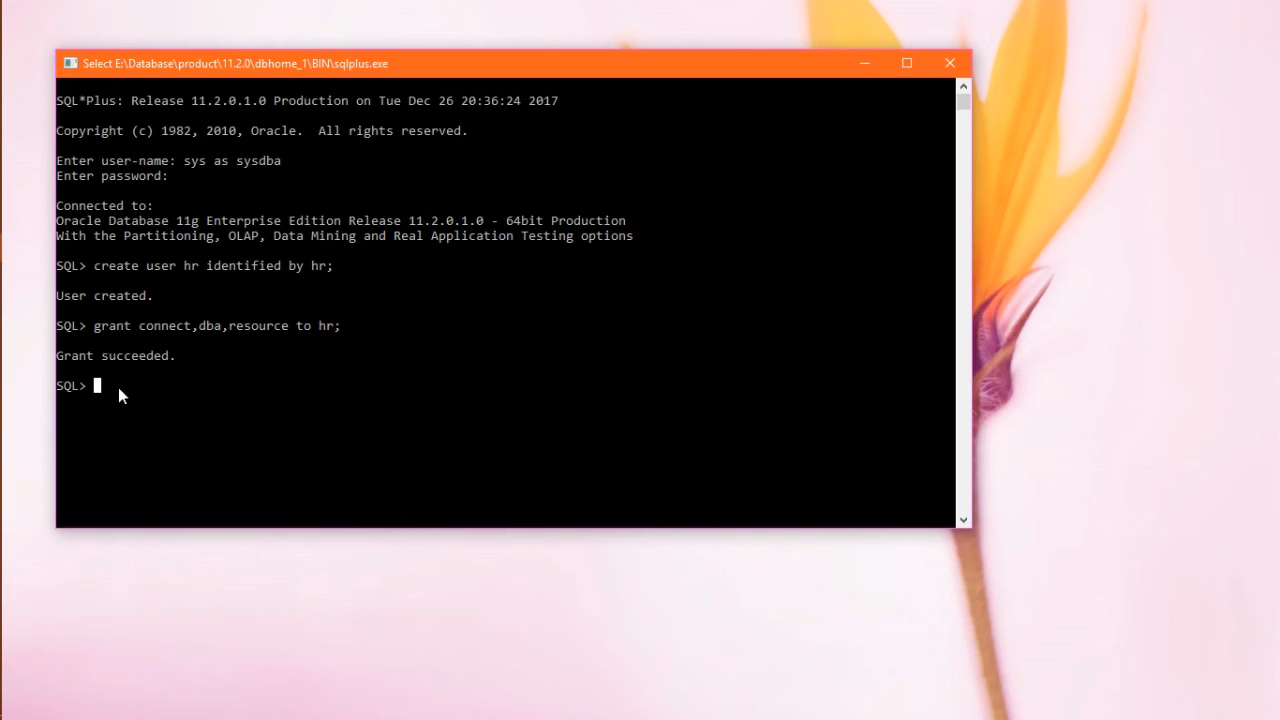 Select E:\Database\product\11.2.0\dbhome_1\BIN\sqlplus.exe
SQL*Plus: Release 11.2.0.1.0 Production on Tue Dec 26 20:36:24 2017
Copyright (c) 1982, 2010, Oracle.  All rights reserved.
Enter user-name: sys as sysdba
Enter password:
Connected to:
Oracle Database 11g Enterprise Edition Release 11.2.0.1.0 - 64bit Production
With the Partitioning, OLAP, Data Mining and Real Application Testing options
SQL> create user hr identified by hr;
User created.
SQL> grant connect,dba,resource to hr;
Grant succeeded.
SQL>